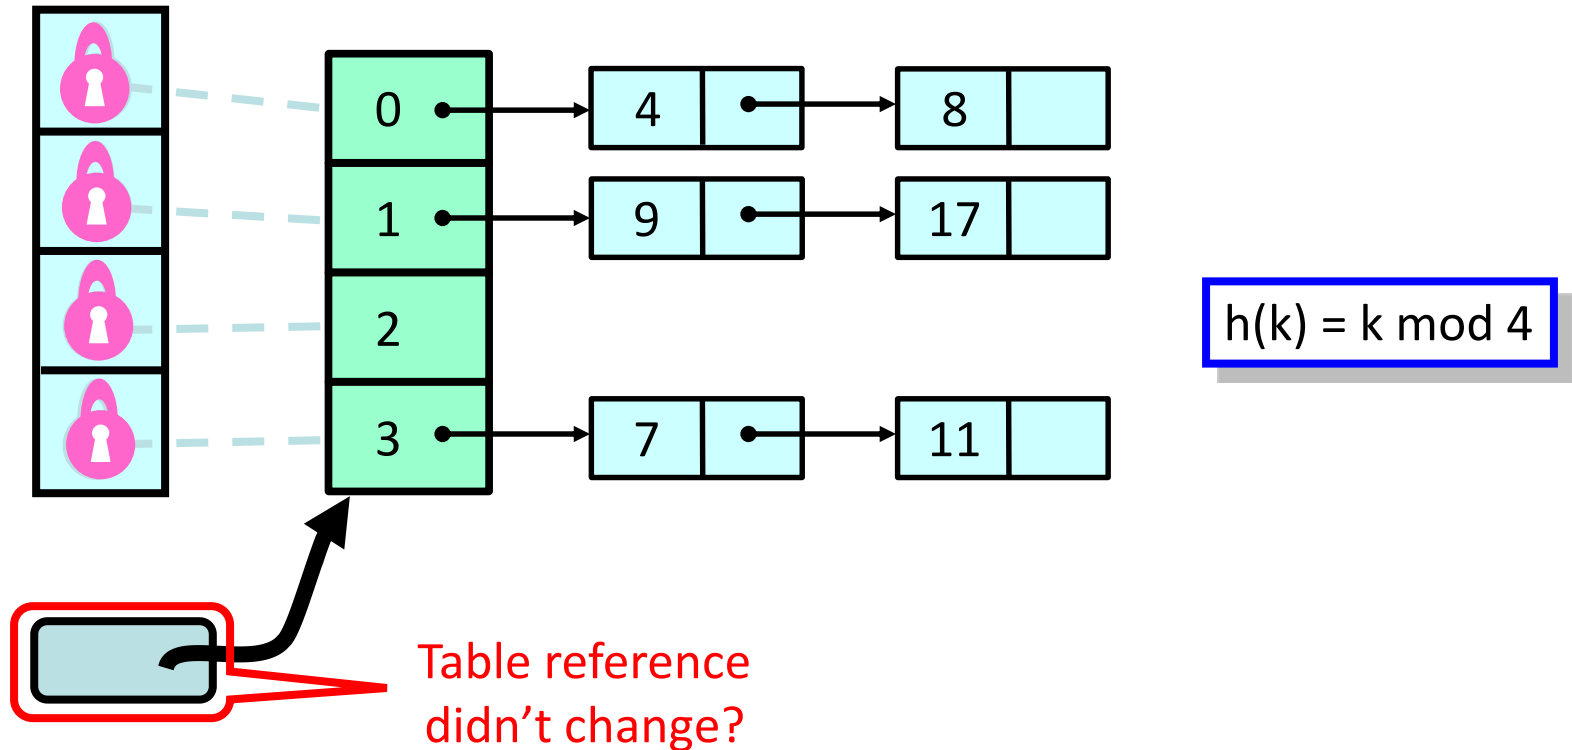 0 4 8
1 9 17
2
3 7 11
h(k) = k mod 4
Table reference
didn’t change?